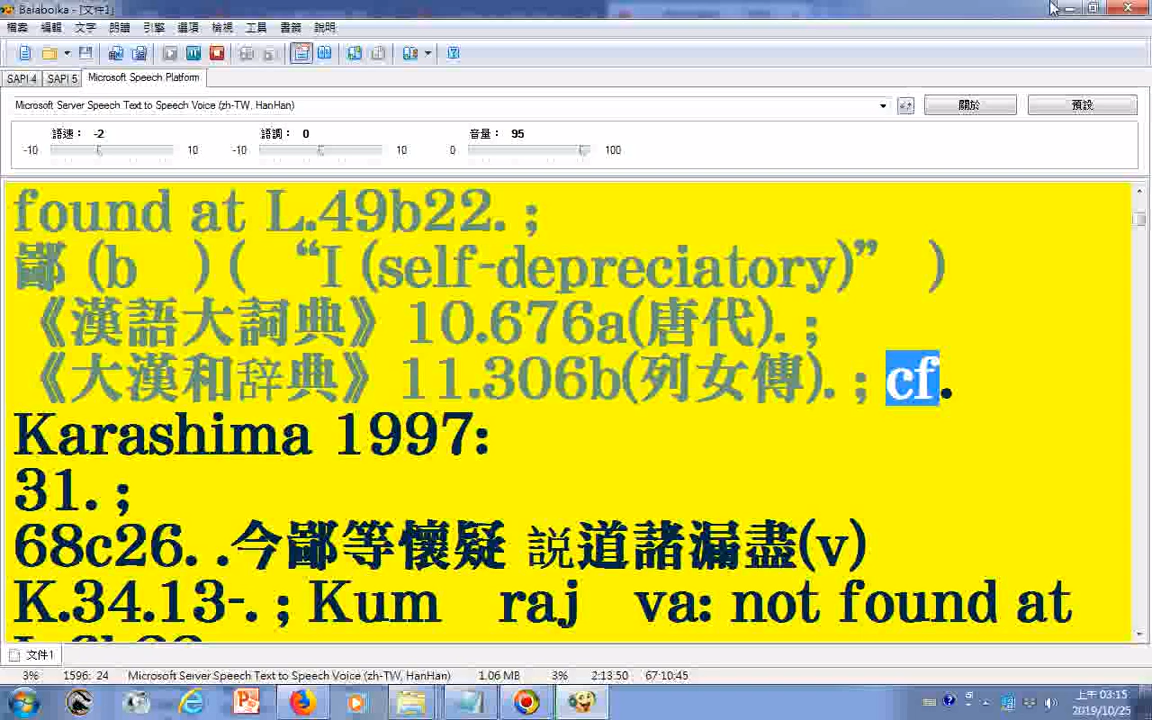 Balabolka - [文件1]
檔案 編輯 文字 朗讀 引擎 選項 檢視 工具 書籤 說明
SAPI 4 SAPI 5 Microsoft Speech Platform
Microsoft Server Speech Text to Speech Voice (zh-TW, HanHan) 關於 預設
語速: -2 語調: 0 音量: 95
-10 10 -10 10 0 100
found at L.49b22. ;
鄙 (b ) ( “I (self-depreciatory)” )
《漢語大詞典》 10.676a(唐代). ;
《大漢和辞典》 11.306b(列女傳). ; cf.
Karashima 1997:
31. ;
68c26. .今鄙等懷疑 説道諸漏盡(v)
K.34.13-. ; Kum raj va: not found at
文件1
3% 1596: 24 Microsoft Server Speech Text to Speech Voice (zh-TW, HanHan) 1.06 MB 3% 2:13:50 67:10:45
上午 03:15
2019/10/25